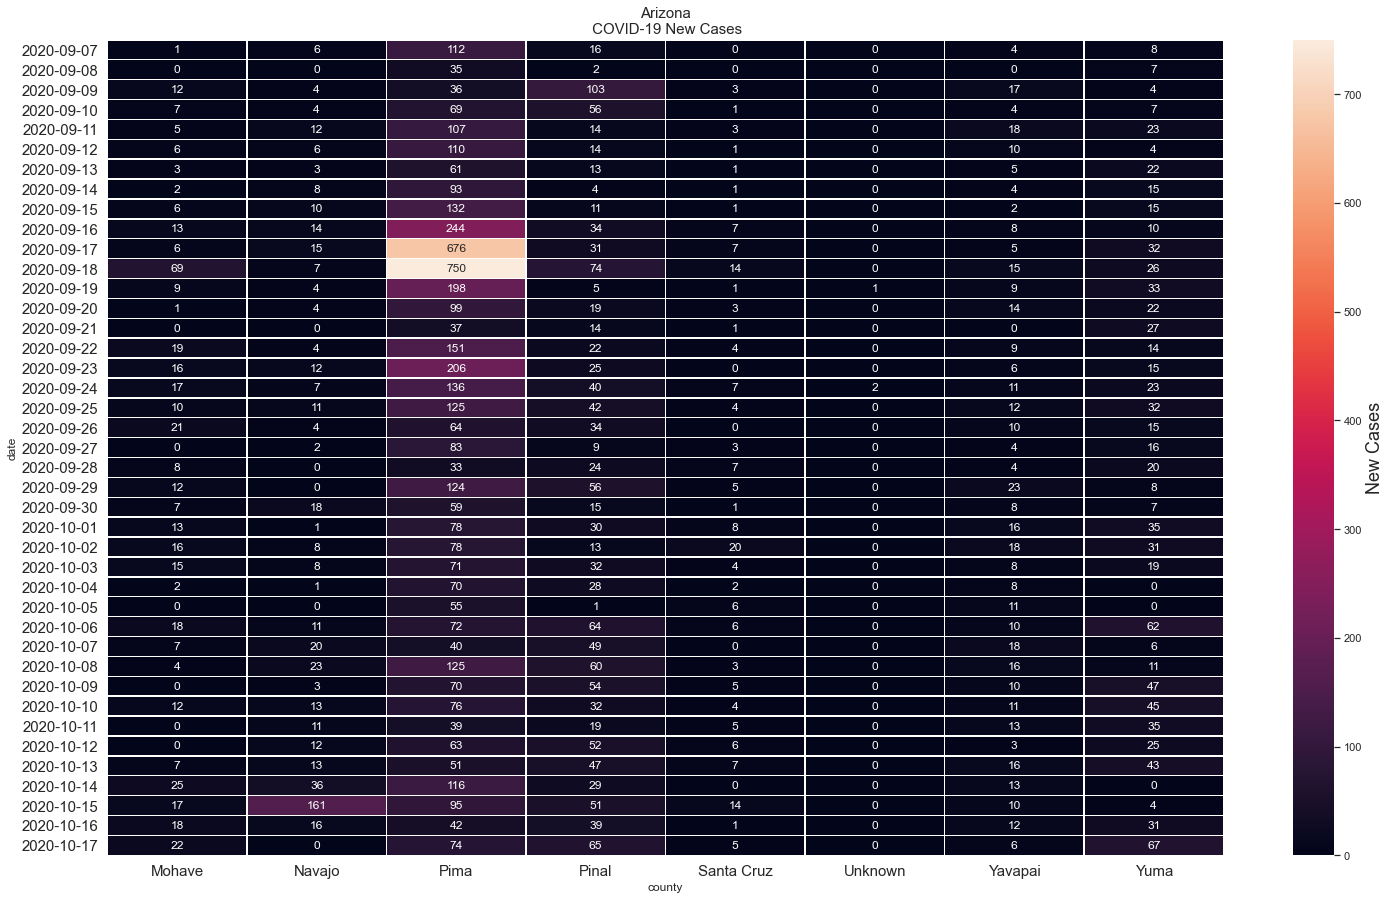 Arizona
COVID-19 New Cases
2020-09-07 1 6 112 16 0 0 4 8
2020-09-08 0 0 35 2 0 0 0 7
2020-09-09 12 4 36 103 3 0 17 4
2020-09-10 7 4 69 56 1 0 4 7
2020-09-11 5 12 107 14 3 0 18 23
2020-09-12 6 6 110 14 1 0 10 4
2020-09-13 3 3 61 13 1 0 5 22
2020-09-14 2 8 93 4 1 0 4 15
2020-09-15 6 10 132 11 1 0 2 15
2020-09-16 13 14 244 34 7 0 8 10
2020-09-17 6 15 676 31 7 0 5 32
2020-09-18 69 7 750 74 14 0 15 26
2020-09-19 9 4 198 5 1 1 9 33
2020-09-20 1 4 99 19 3 0 14 22
2020-09-21 0 0 37 14 1 0 0 27
2020-09-22 19 4 151 22 4 0 9 14
2020-09-23 16 12 206 25 0 0 6 15
2020-09-24 17 7 136 40 7 2 11 23
2020-09-25 10 11 125 42 4 0 12 32
2020-09-26 21 4 64 34 0 0 10 15
2020-09-27 0 2 83 9 3 0 4 16
2020-09-28 8 0 33 24 7 0 4 20
2020-09-29 12 0 124 56 5 0 23 8
2020-09-30 7 18 59 15 1 0 8 7
2020-10-01 13 1 78 30 8 0 16 35
2020-10-02 16 8 78 13 20 0 18 31
2020-10-03 15 8 71 32 4 0 8 19
2020-10-04 2 1 70 28 2 0 8 0
2020-10-05 0 0 55 1 6 0 11 0
2020-10-06 18 11 72 64 6 0 10 62
2020-10-07 7 20 40 49 0 0 18 6
2020-10-08 4 23 125 60 3 0 16 11
2020-10-09 0 3 70 54 5 0 10 47
2020-10-10 12 13 76 32 4 0 11 45
2020-10-11 0 11 39 19 5 0 13 35
2020-10-12 0 12 63 52 6 0 3 25
2020-10-13 7 13 51 47 7 0 16 43
2020-10-14 25 36 116 29 0 0 13 0
2020-10-15 17 161 95 51 14 0 10 4
2020-10-16 18 16 42 39 1 0 12 31
2020-10-17 22 0 74 65 5 0 6 67
Mohave Navajo Pima Pinal Santa Cruz Unknown Yavapai Yuma
county
date
700
600
500
400
300
200
100
0
New Cases